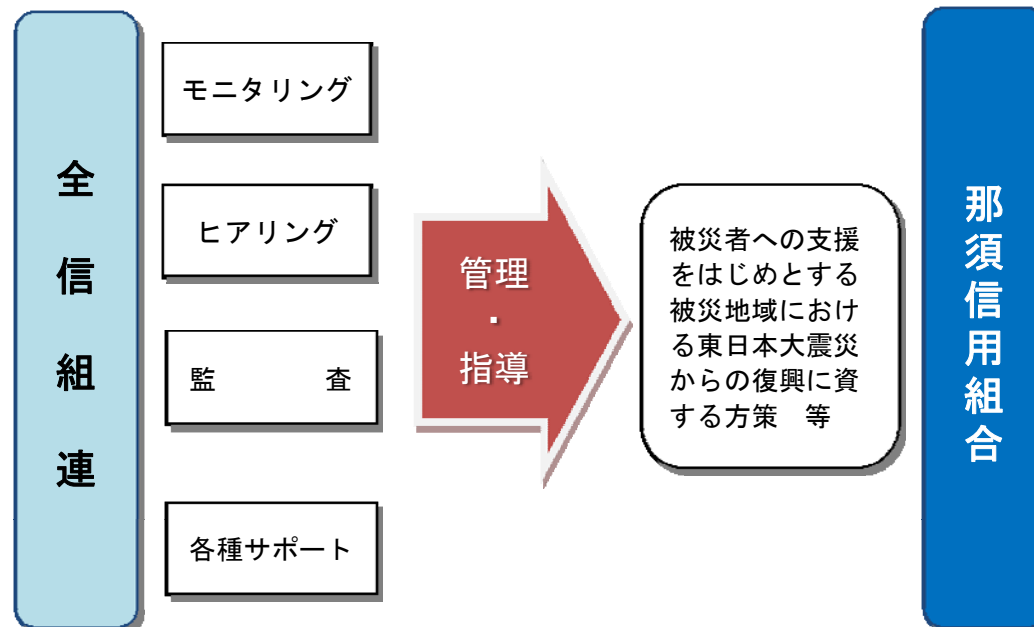 全信組連
モニタリング
ヒアリング
監　　　査
各種サポート
管理
・
指導
被災者への支援
をはじめとする
被災地域におけ
る東日本大震災
からの復興に資
する方策　等
那須信用組合